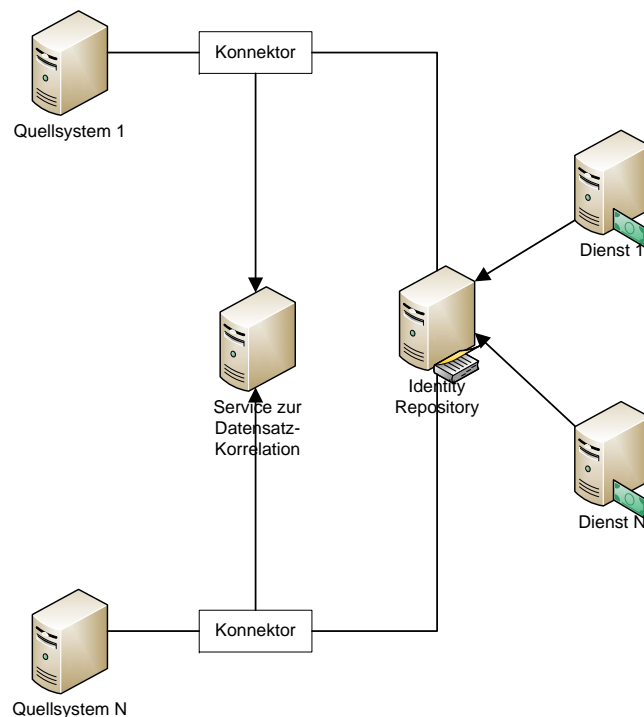 Konnektor
Quellsystem 1
Dienst 1
Identity
Repository
Service zur
Datensatz-
Korrelation
Dienst N
Konnektor
Quellsystem N